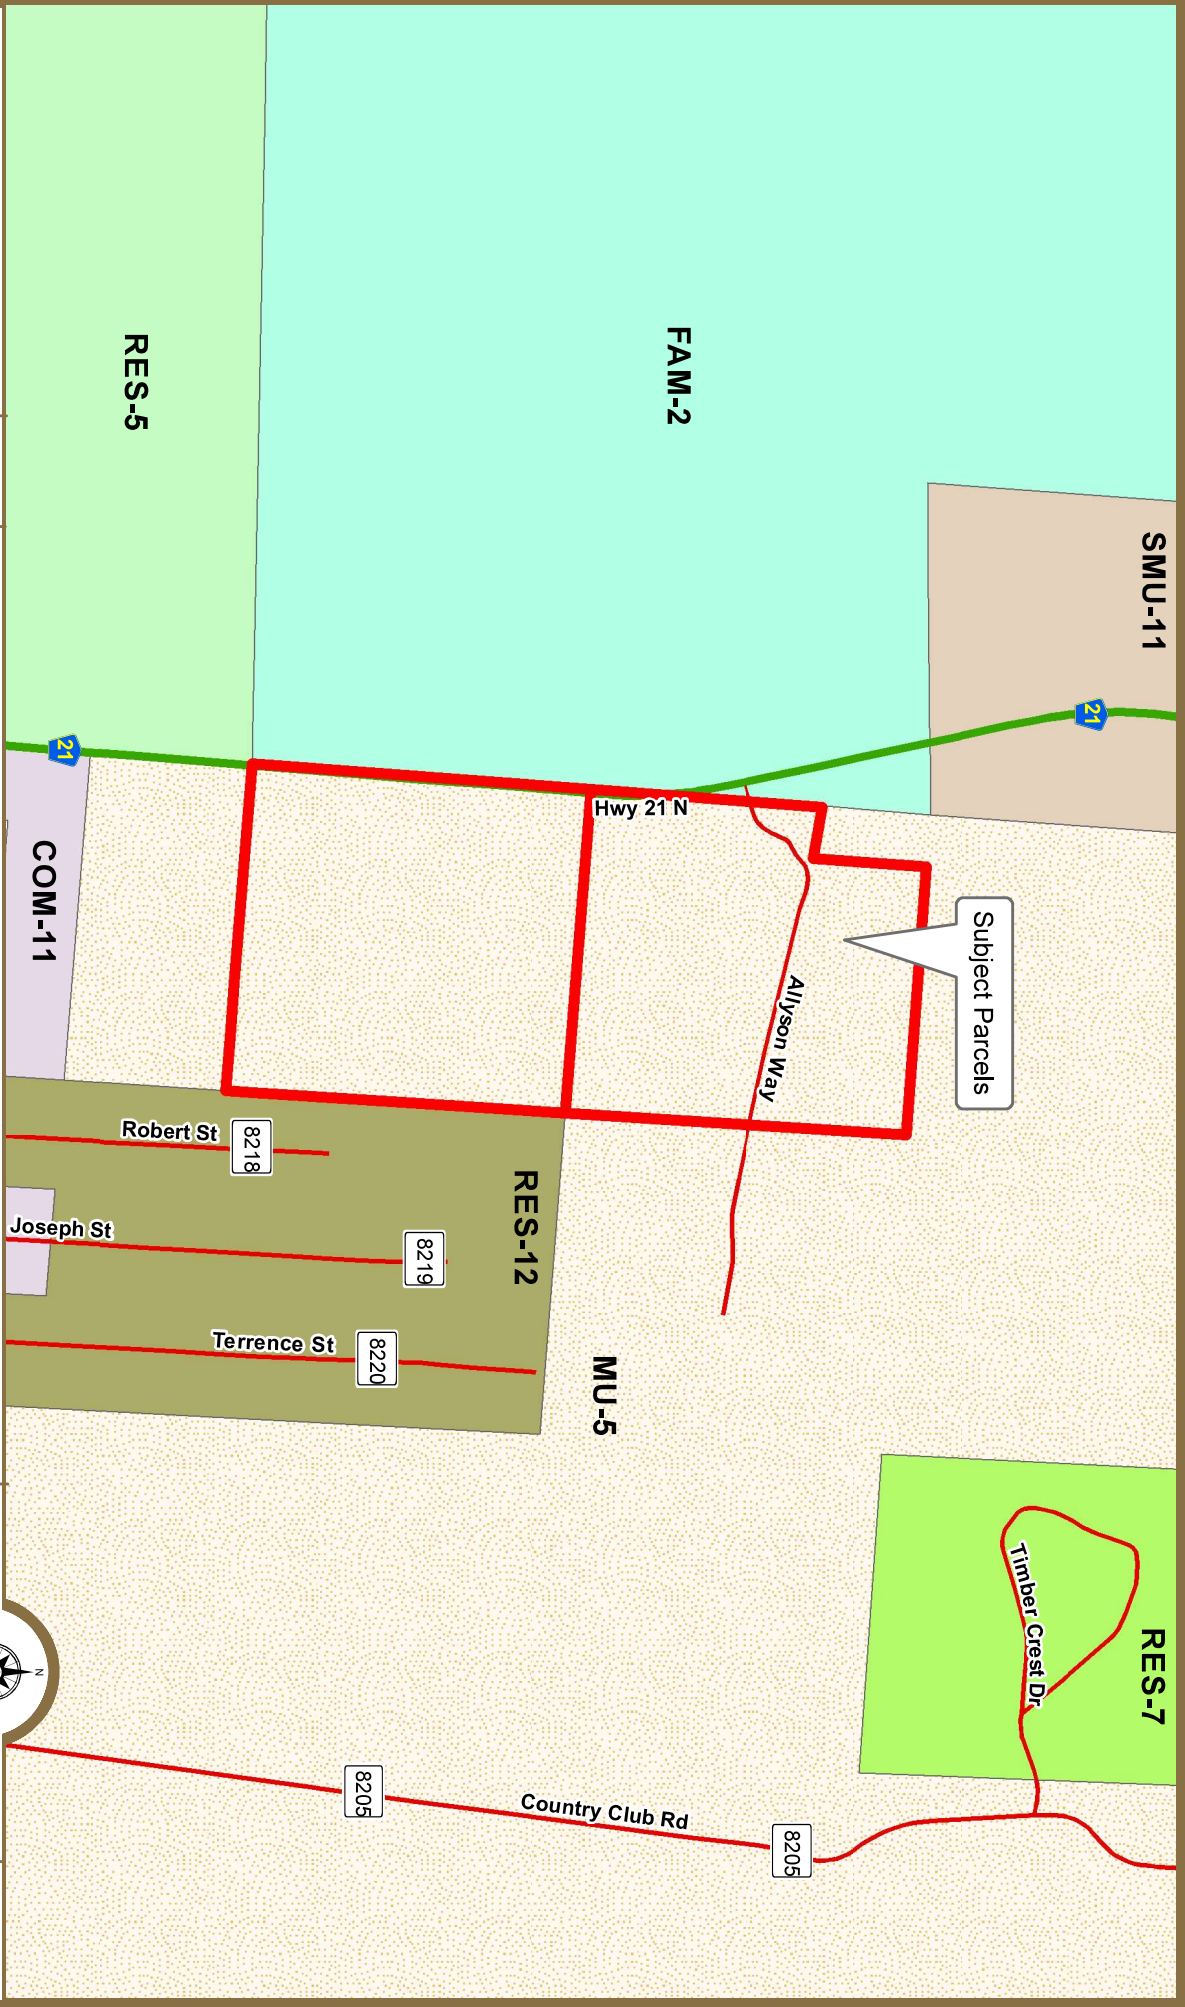 RES-5
FAM-2
SMU-11
21
21
Hwy 21 N
COM-11
Subject Parcels
Allyson Way
Robert St
8218
RES-12
Joseph St
8219
Terrence St
8220
MU-5
Timber Crest Dr
RES-7
N
8205
Country Club Rd
8205